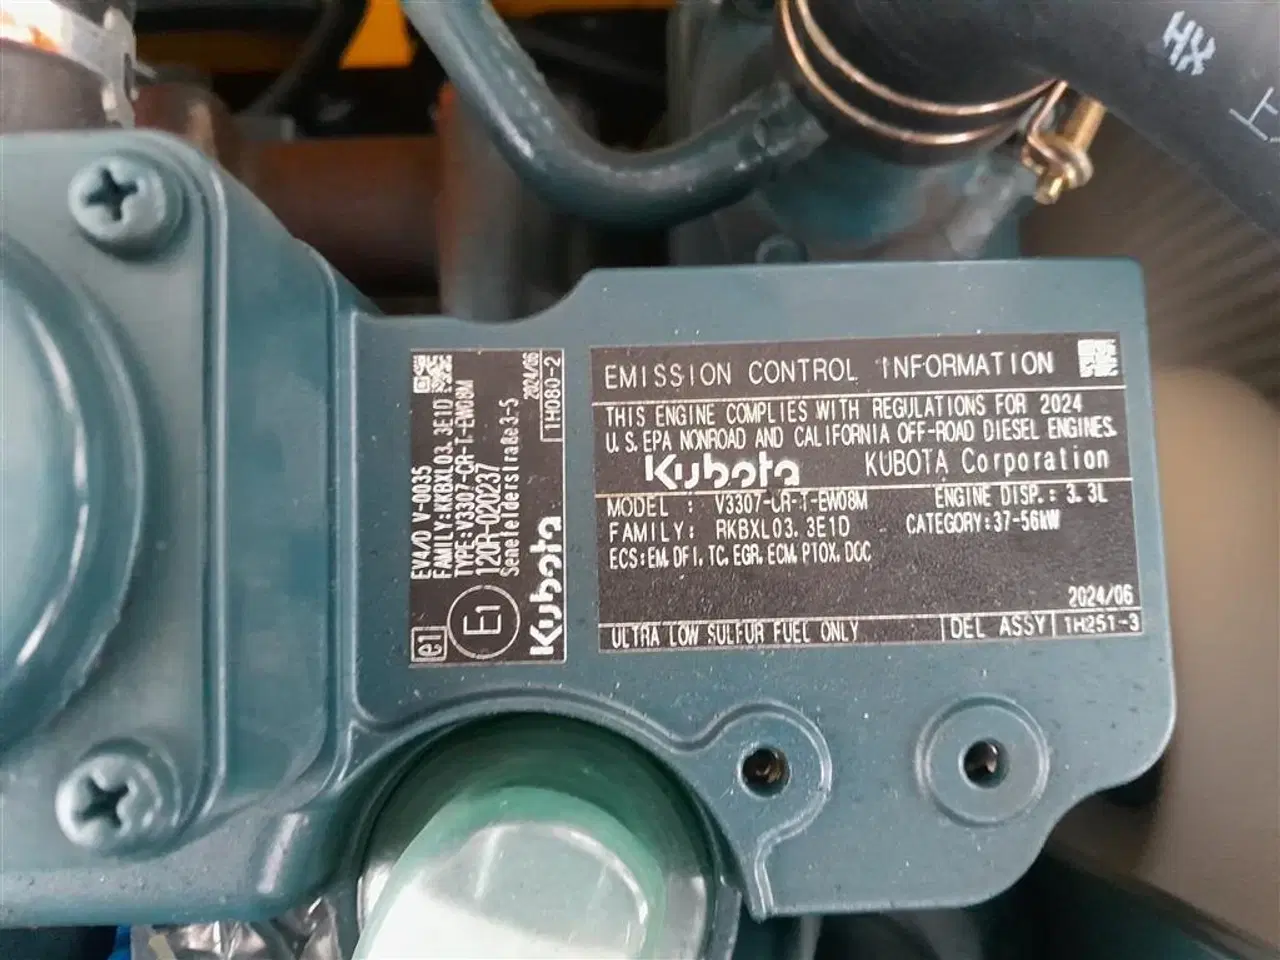 HX
EV4/D V-0035
FAMILY:KKBXL03.3E1D
TYPE:V3307-CR-T-EW08M
120R-020237
Senefelderstraße3-5
2024/06
1H080-2
e1
E1
Kubota
EMISSION CONTROL INFORMATION
THIS ENGINE COMPLIES WITH REGULATIONS FOR 2024
U.S.EPA NONROAD AND CALIFORNIA OFF-ROAD DIESEL ENGINES.
Kubota KUBOTA Corporation
MODEL : V3307-CR-T-EW08M ENGINE DISP.: 3.3L
FAMILY: RKBXL03.3E1D CATEGORY:37-56kW
ECS:EM,DFI,TC,EGR,ECM,PTOX,DOC
2024/06
ULTRA LOW SULFUR FUEL ONLY DEL ASSY 1H251-3